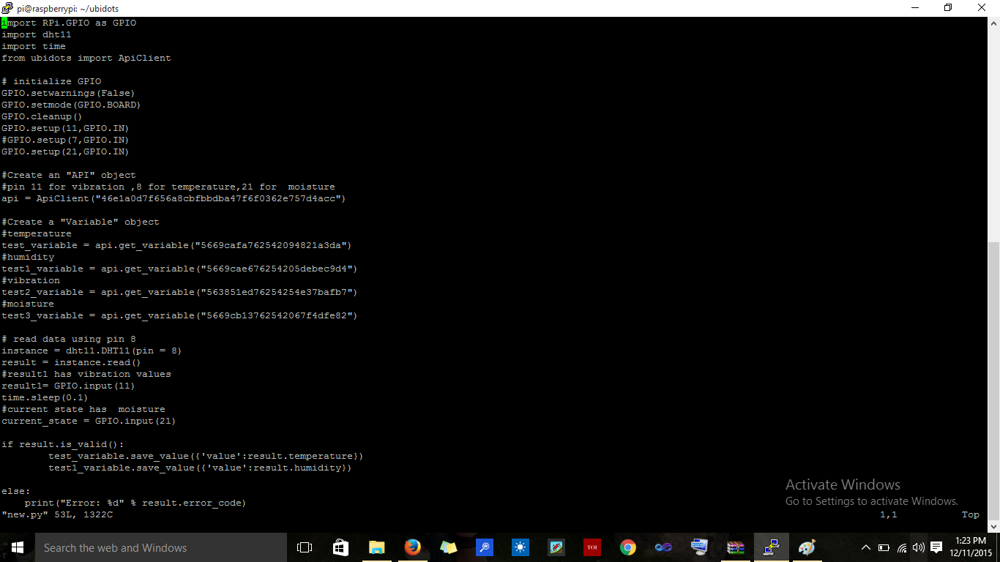 pi@raspberrypi: ~/ubidots
import RPi.GPIO as GPIO
import dht11
import time
from ubidots import ApiClient
# initialize GPIO
GPIO.setwarnings(False)
GPIO.setmode(GPIO.BOARD)
GPIO.cleanup()
GPIO.setup(11,GPIO.IN)
#GPIO.setup(7,GPIO.IN)
GPIO.setup(21,GPIO.IN)
#Create an "API" object
#pin 11 for vibration ,8 for temperature,21 for  moisture
api = ApiClient("46e1a0d7f656a8cbfbbdba47f6f0362e757d4acc")
#Create a "Variable" object
#temperature
test_variable = api.get_variable("5669cafa762542094821a3da")
#humidity
test1_variable = api.get_variable("5669cae676254205debec9d4")
#vibration
test2_variable = api.get_variable("563851ed76254254e37bafb7")
#moisture
test3_variable = api.get_variable("5669cb13762542067f4dfe82")
# read data using pin 8
instance = dht11.DHT11(pin = 8)
result = instance.read()
#result1 has vibration values
result1= GPIO.input(11)
time.sleep(0.1)
#current state has  moisture
current_state = GPIO.input(21)
if result.is_valid():
        test_variable.save_value({'value':result.temperature})
        test1_variable.save_value({'value':result.humidity})
else:
    print("Error: %d" % result.error_code)
"new.py" 53L, 1322C
1,1
Top
Activate Windows
Go to Settings to activate Windows.
Search the web and Windows
TOI
1:23 PM
12/11/2015